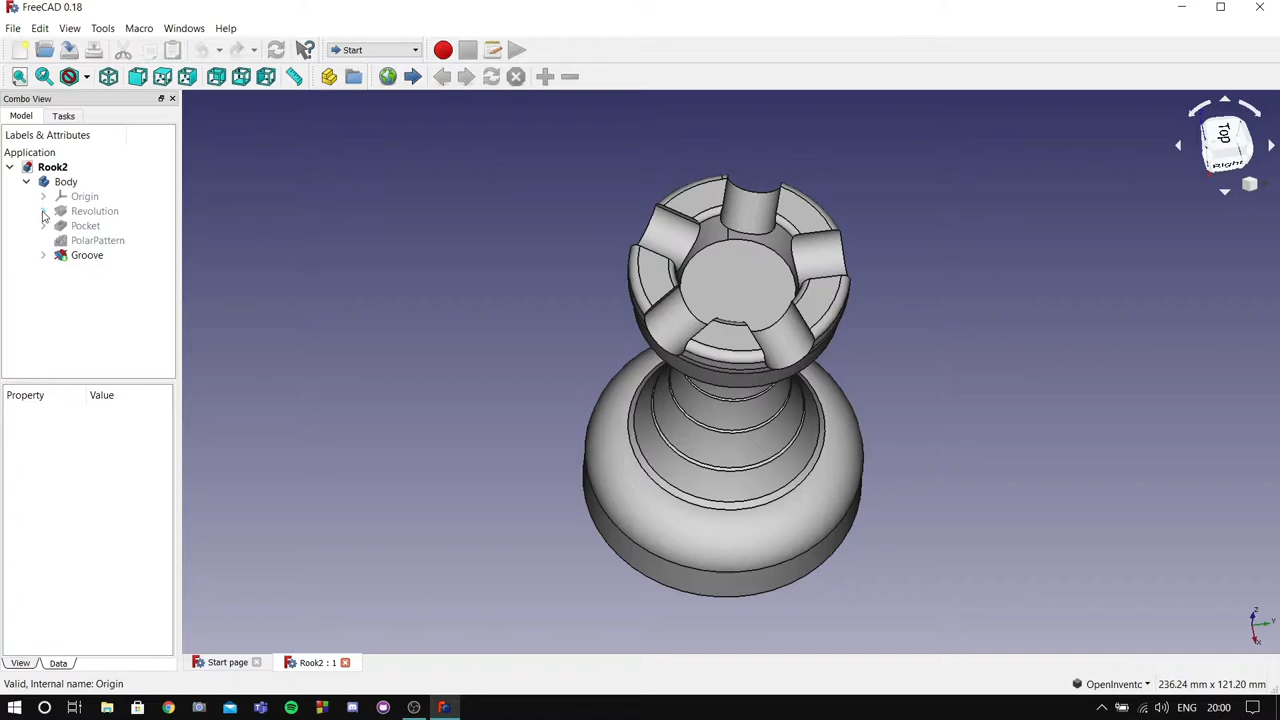 FreeCAD 0.18
File Edit View Tools Macro Windows Help
Start
Combo View
Model Tasks
Labels & Attributes
Application
Rook2
Body
Origin
Revolution
Pocket
PolarPattern
Groove
Property Value
Top
Right
Z
Y
X
View Data
Start page Rook2 : 1
Valid, Internal name: Origin
OpenInventc 236.24 mm x 121.20 mm
ENG 20:00